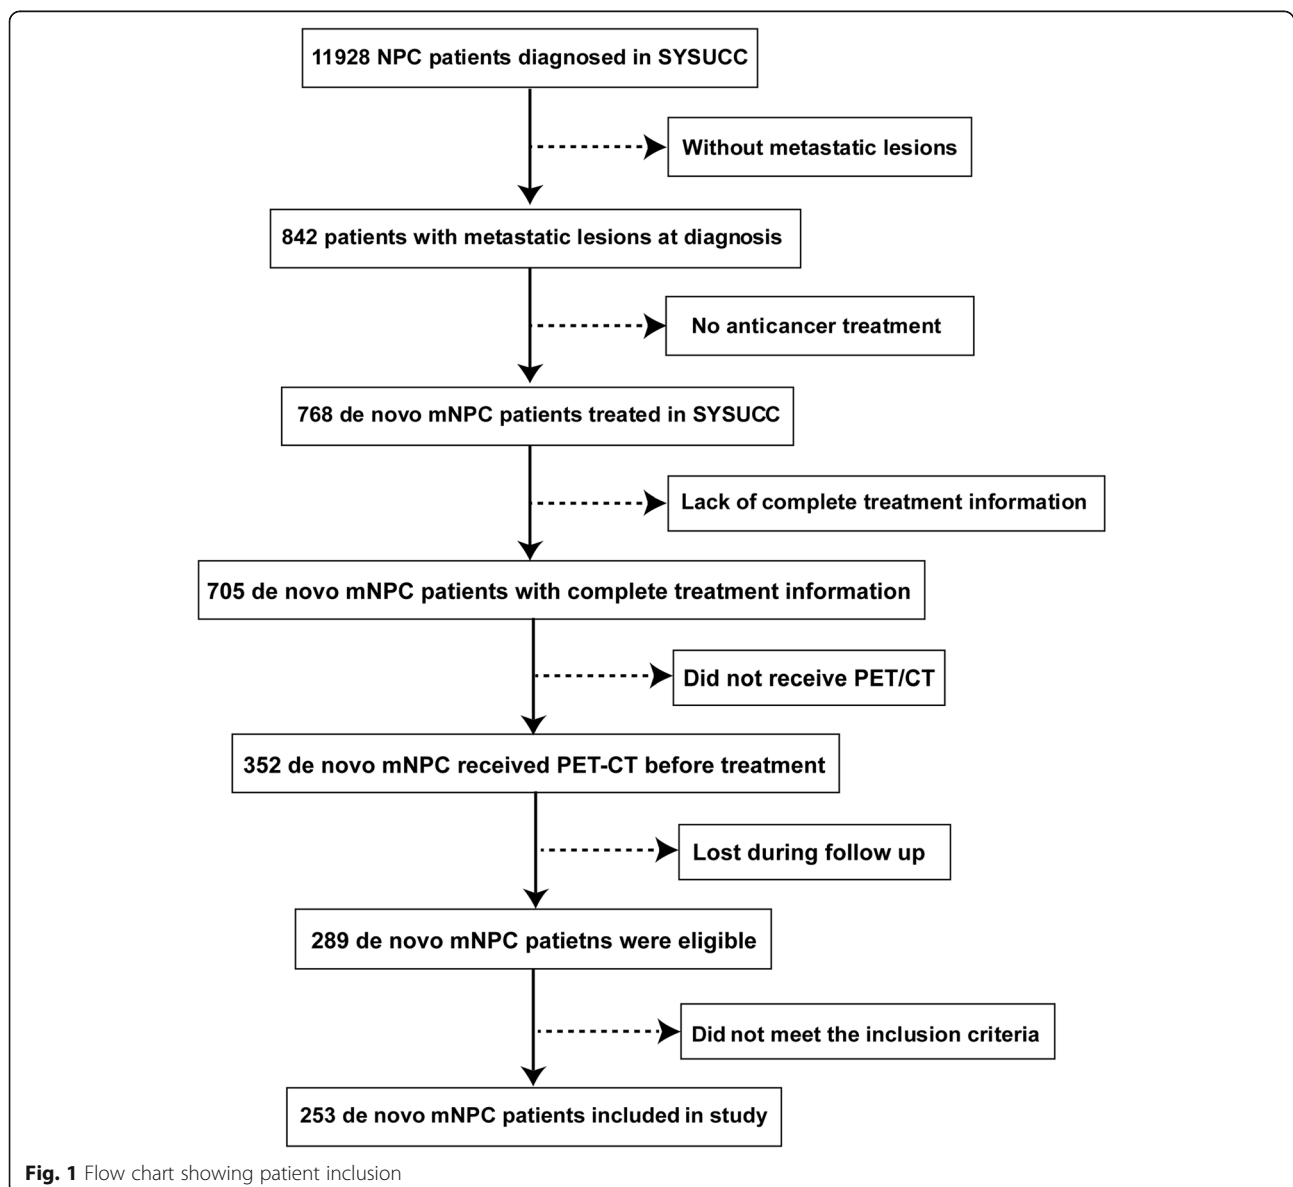 11928 NPC patients diagnosed in SYSUCC
Without metastatic lesions
842 patients with metastatic lesions at diagnosis
No anticancer treatment
768 de novo mNPC patients treated in SYSUCC
Lack of complete treatment information
705 de novo mNPC patients with complete treatment information
Did not receive PET/CT
352 de novo mNPC received PET-CT before treatment
Lost during follow up
289 de novo mNPC patietns were eligible
Did not meet the inclusion criteria
253 de novo mNPC patients included in study
Fig. 1 Flow chart showing patient inclusion